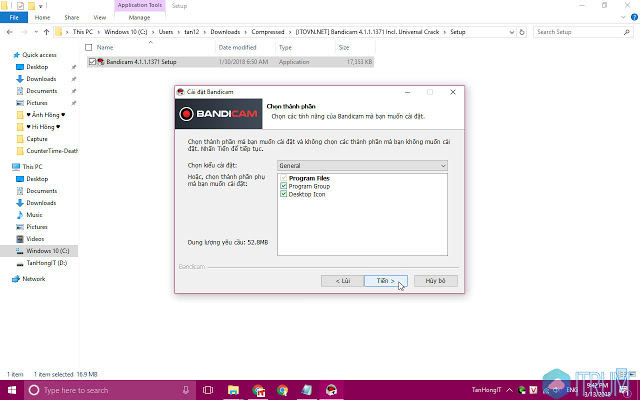 Application Tools
Setup
File
Home
Share
View
Manage
This PC
Windows 10 (C:)
Users
tan12
Downloads
Compressed
[ITOVN.NET] Bandicam 4.1.1.1371 Incl. Universal Crack
Setup
Search Setup
Name
Date modified
Type
Size
Bandicam 4.1.1.1371 Setup
1/30/2018 6:50 AM
Application
17,353 KB
Quick access
Desktop
Downloads
Documents
Pictures
♥ Ánh Hồng ♥
♥ Hí Hồng ♥
Capture
CounterTime-Death
This PC
Desktop
Documents
Downloads
Music
Pictures
Videos
Windows 10 (C:)
TanHongIT (D:)
Network
Cài đặt Bandicam
BANDICAM
Chọn thành phần
Chọn các tính năng của Bandicam mà bạn muốn cài đặt.
Chọn thành phần mà bạn muốn cài đặt và không chọn các thành phần mà bạn không muốn cài đặt. Nhấn Tiến để tiếp tục.
Chọn kiểu cài đặt:
General
Hoặc, chọn thành phần phụ
mà bạn muốn cài đặt:
Program Files
Program Group
Desktop Icon
Dung lượng yêu cầu: 52.8MB
Bandicam
< Lùi
Tiến >
Hủy bỏ
1 item
1 item selected 16.9 MB
Type here to search
TanHongIT
ENG
9:42 PM
3/13/2018
ITRUM